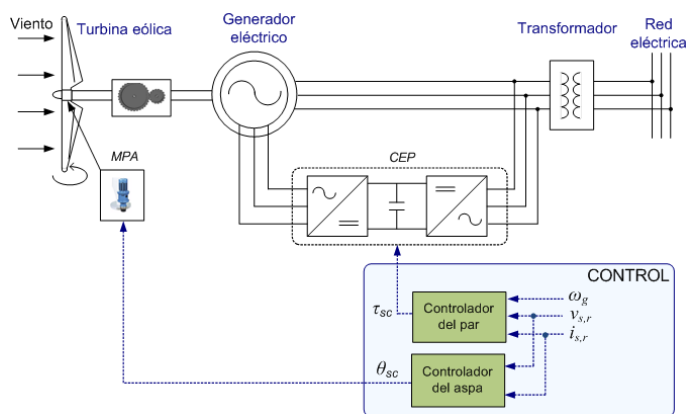 Viento
Turbina eólica
Generador
eléctrico
Transformador
Red
eléctrica
MPA
CEP
CONTROL
τsc
Controlador
del par
ωg
vs,r
is,r
θsc
Controlador
del aspa